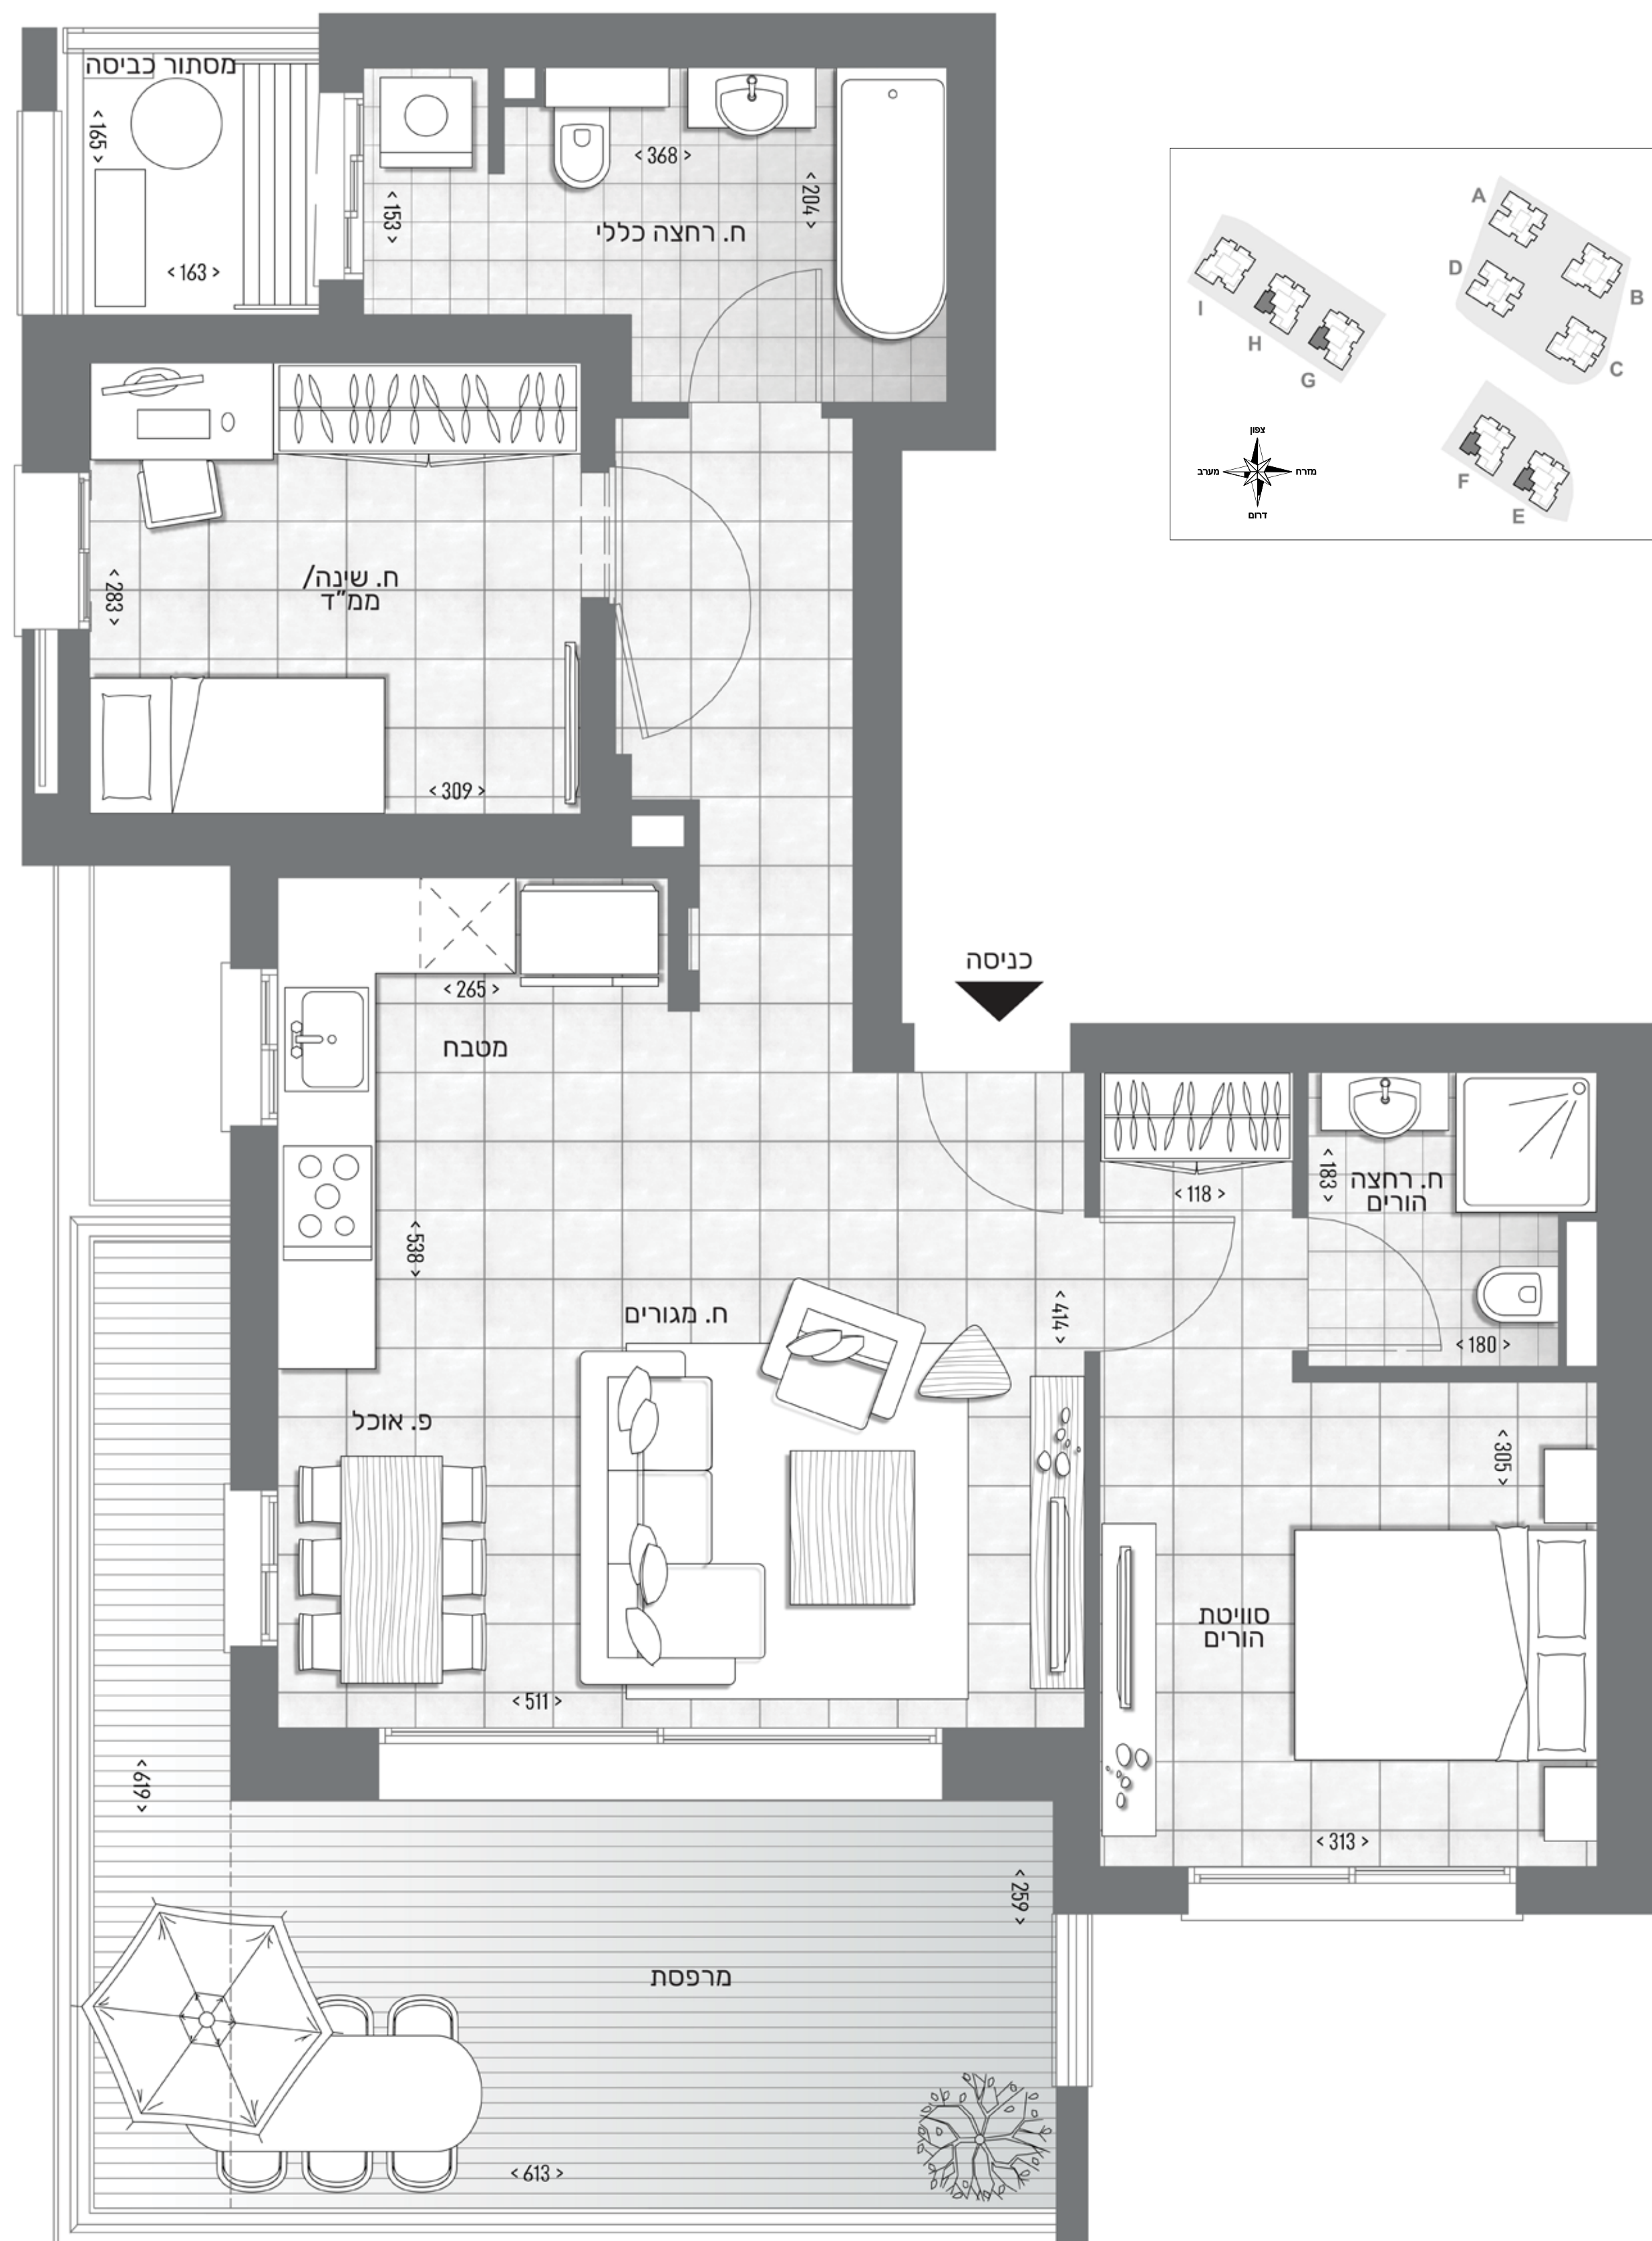 מסתור כביסה
< 165 >
< 163 >
< 153 >
< 368 >
< 204 >
ח. רחצה כללי
A
D
B
C
I
H
G
F
E
צפון
מערב
מזרח
דרום
ח. שינה/
ממ"ד
< 283 >
< 309 >
כניסה
< 265 >
מטבח
< 118 >
< 183 >
ח. רחצה
הורים
< 180 >
< 538 >
ח. מגורים
< 414 >
פ. אוכל
< 305 >
סוויטת
הורים
< 511 >
< 313 >
< 619 >
< 259 >
מרפסת
< 613 >